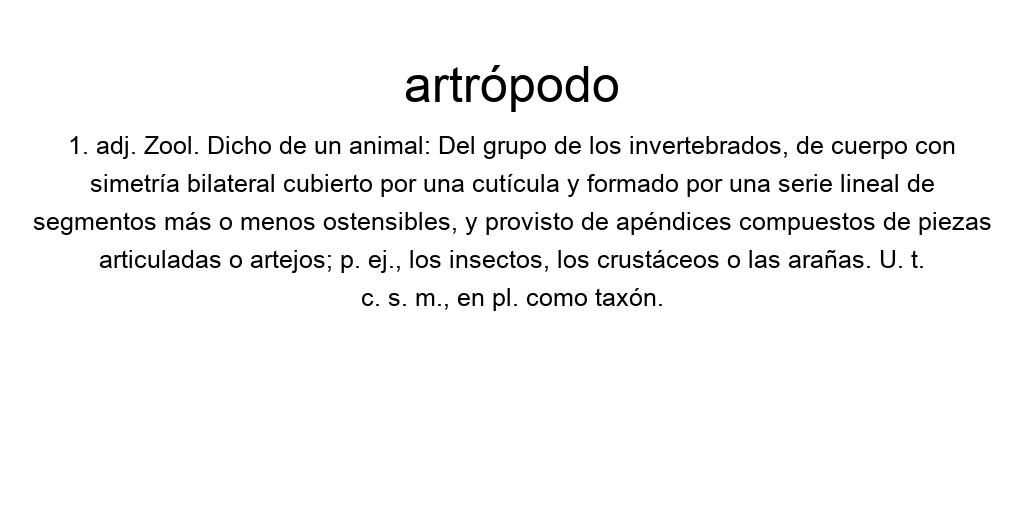 artrópodo
1. adj. Zool. Dicho de un animal: Del grupo de los invertebrados, de cuerpo con
simetría bilateral cubierto por una cutícula y formado por una serie lineal de
segmentos más o menos ostensibles, y provisto de apéndices compuestos de piezas
articuladas o artejos; p. ej., los insectos, los crustáceos o las arañas. U. t.
c. s. m., en pl. como taxón.